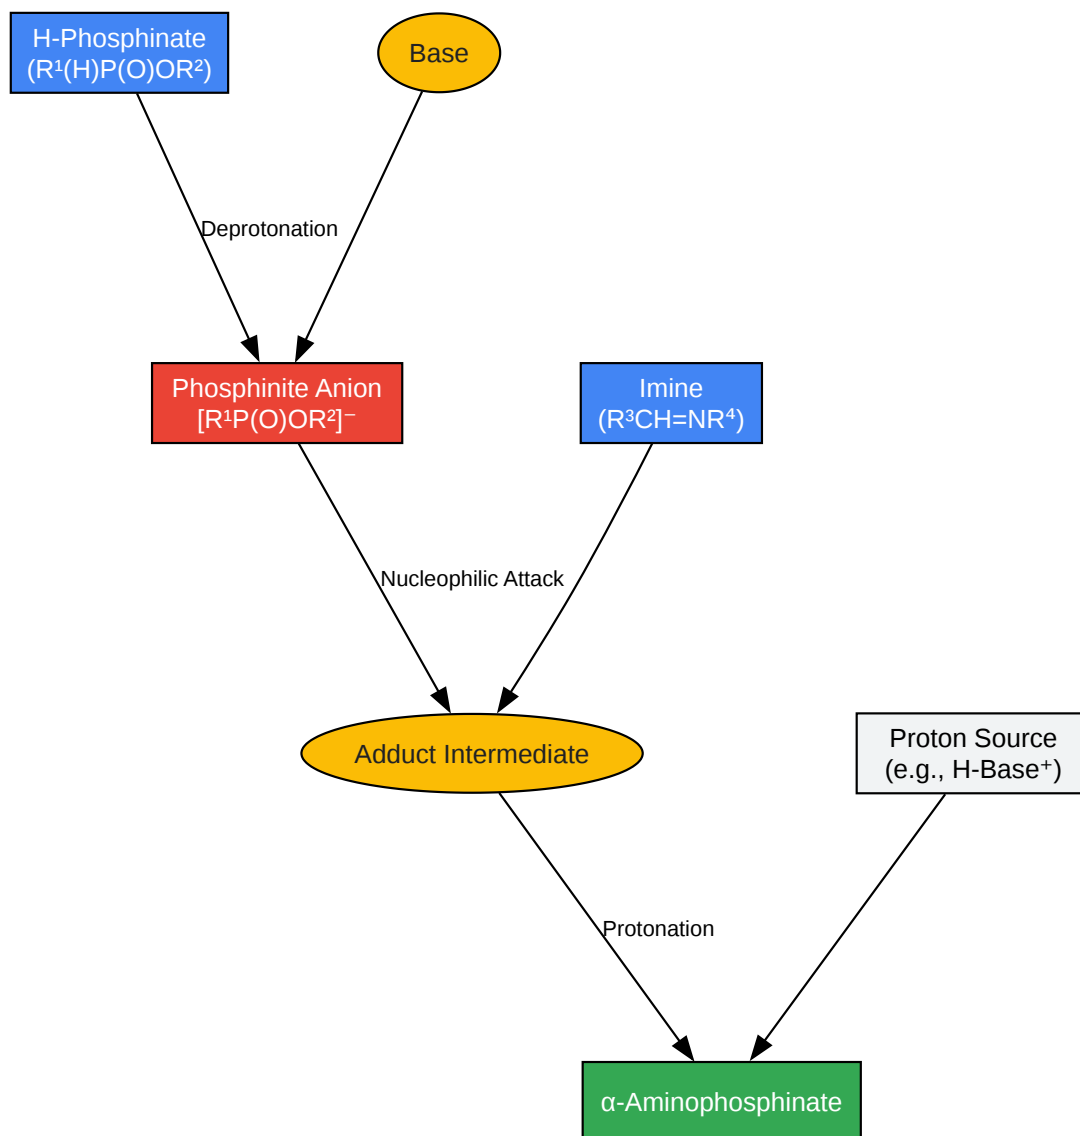 H-Phosphinate
(R¹(H)P(O)OR²)
Base
Deprotonation
Phosphinite Anion
[R¹P(O)OR²]⁻
Imine
(R³CH=NR⁴)
Nucleophilic Attack
Adduct Intermediate
Proton Source
(e.g., H-Base⁺)
Protonation
α-Aminophosphinate